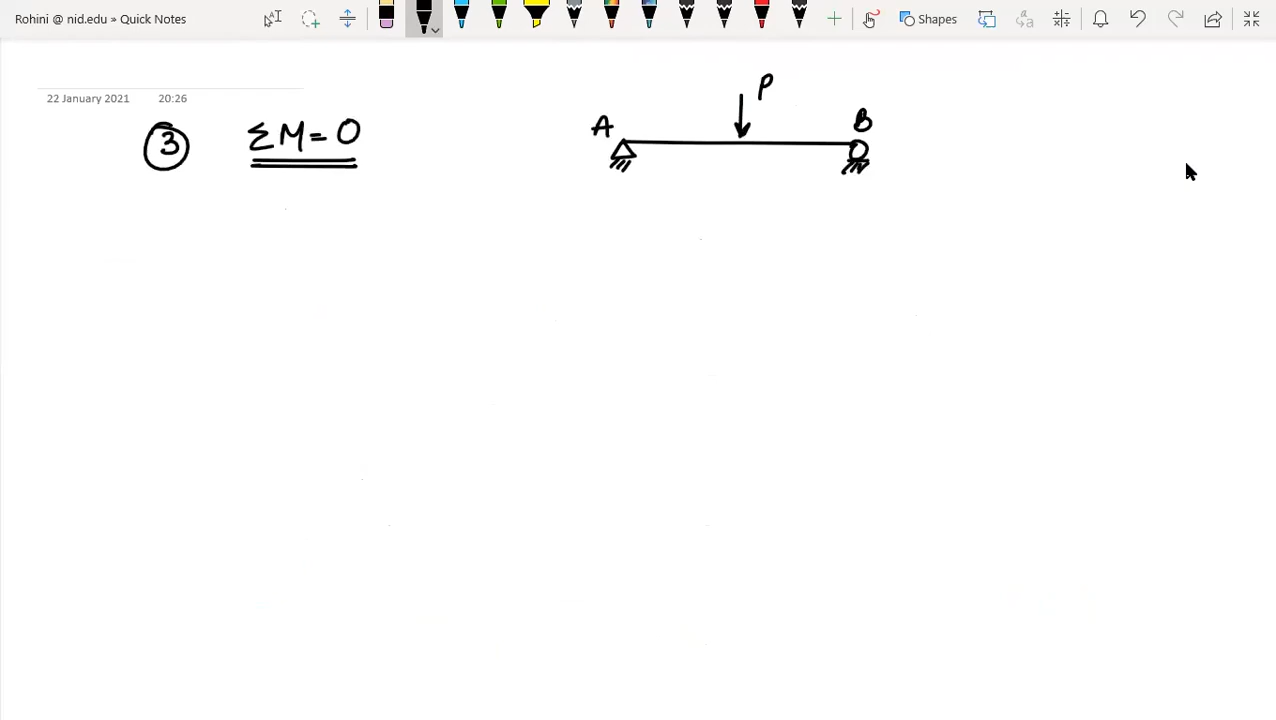 Rohini @ nid.edu » Quick Notes
Shapes
22 January 2021 20:26
③ ΣM=0
P
A
B